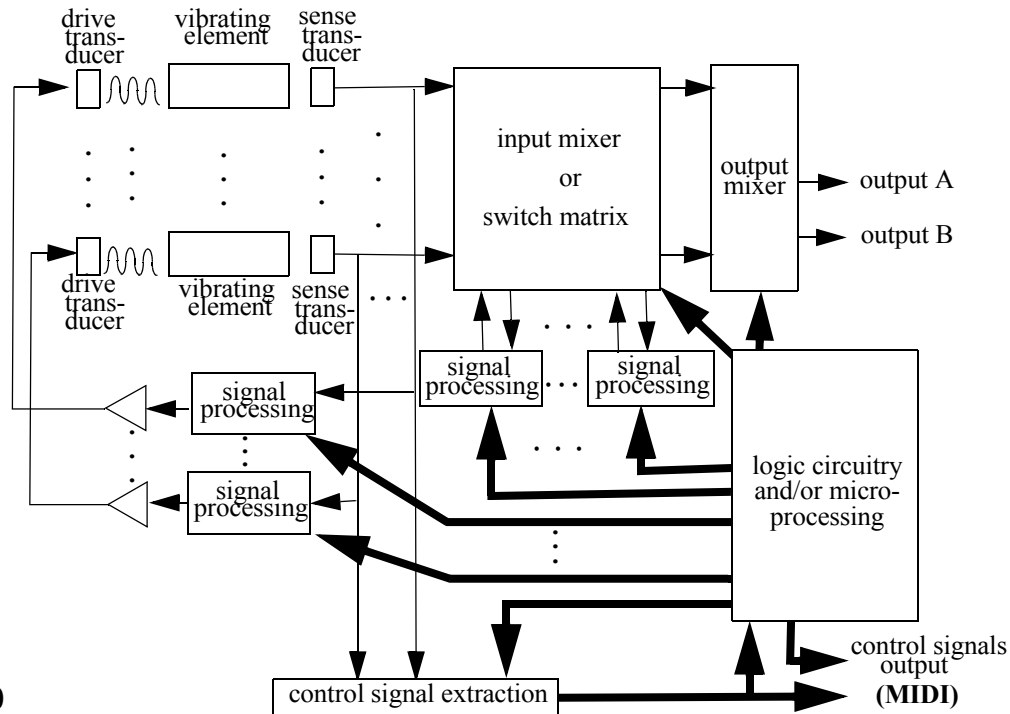 drive
trans-
ducer
vibrating
element
sense
trans-
ducer
input mixer
or
switch matrix
output
mixer
output A
output B
drive
trans-
ducer
vibrating
element
sense
trans-
ducer
signal
processing
signal
processing
signal
processing
signal
processing
logic circuitry
and/or micro-
processing
control signals
output
(MIDI)
control signal extraction
)